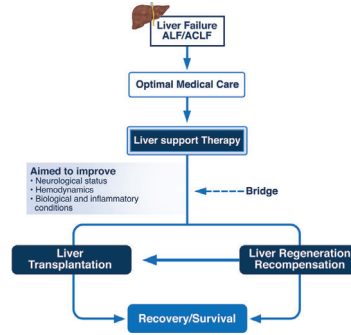 Liver Failure
ALF/ACLF
Optimal Medical Care
Liver support Therapy
Aimed to improve
• Neurological status
• Hemodynamics
• Biological and inflammatory
conditions
Bridge
Liver
Transplantation
Liver Regeneration
Recompensation
Recovery/Survival